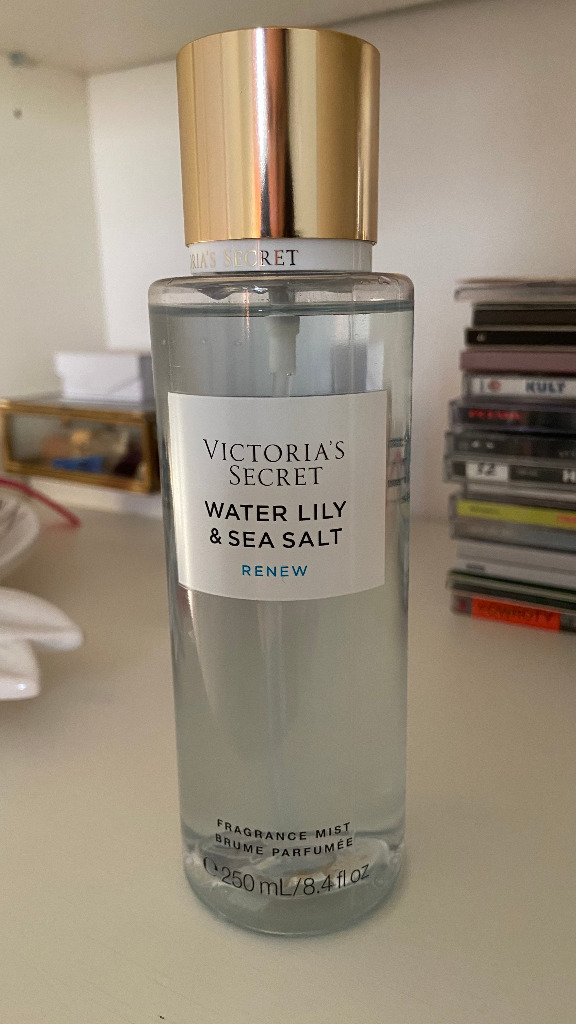 RIA'S SECRET
VICTORIA'S
SECRET
WATER LILY
& SEA SALT
RENEW
FRAGRANCE MIST
BRUME PARFUMÉE
℮ 250 mL/8.4 fl oz
KULT